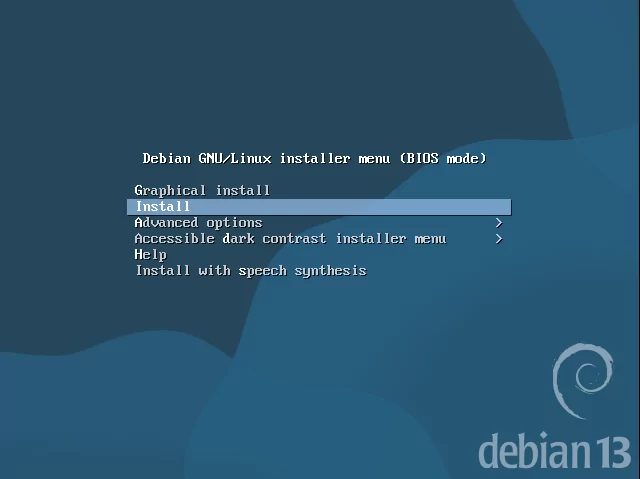 Debian GNU/Linux installer menu (BIOS mode)
Graphical install
Install
Advanced options >
Accessible dark contrast installer menu >
Help
Install with speech synthesis
debian 13